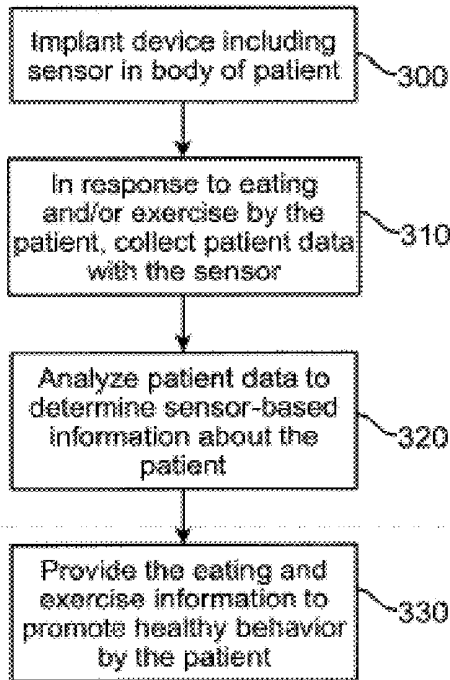 Implant device including
sensor in body of patient
300
In response to eating
and/or exercise by the
patient, collect patient data
with the sensor
310
Analyze patient data to
determine sensor-based
information about the
patient
320
Provide the eating and
exercise information to
promote healthy behavior
by the patient
330